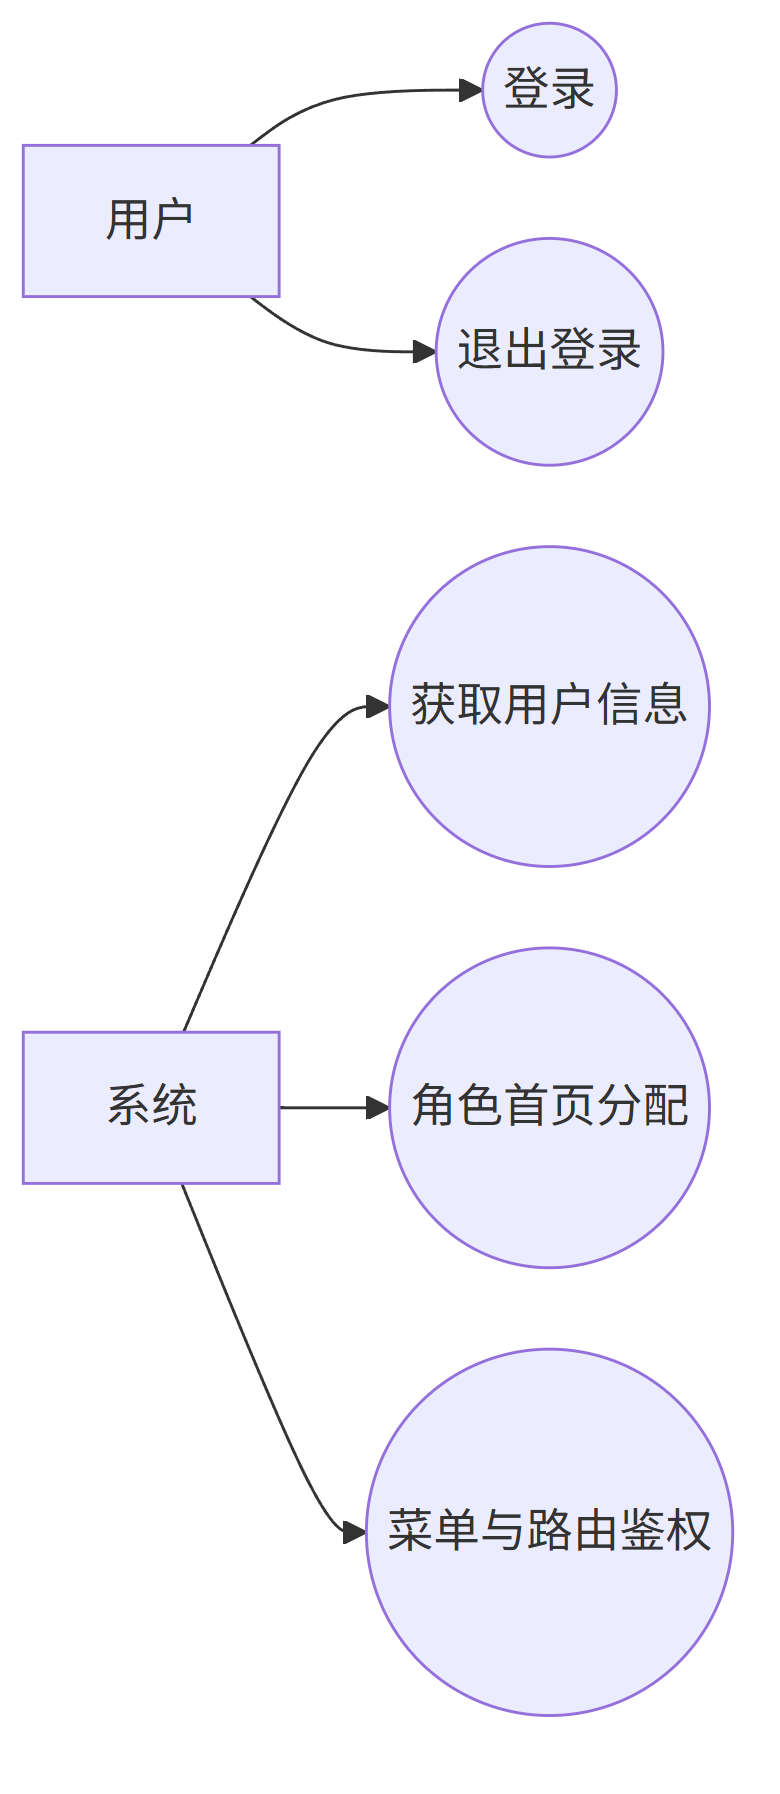 登录
用户
退出登录
获取用户信息
系统
角色首页分配
菜单与路由鉴权